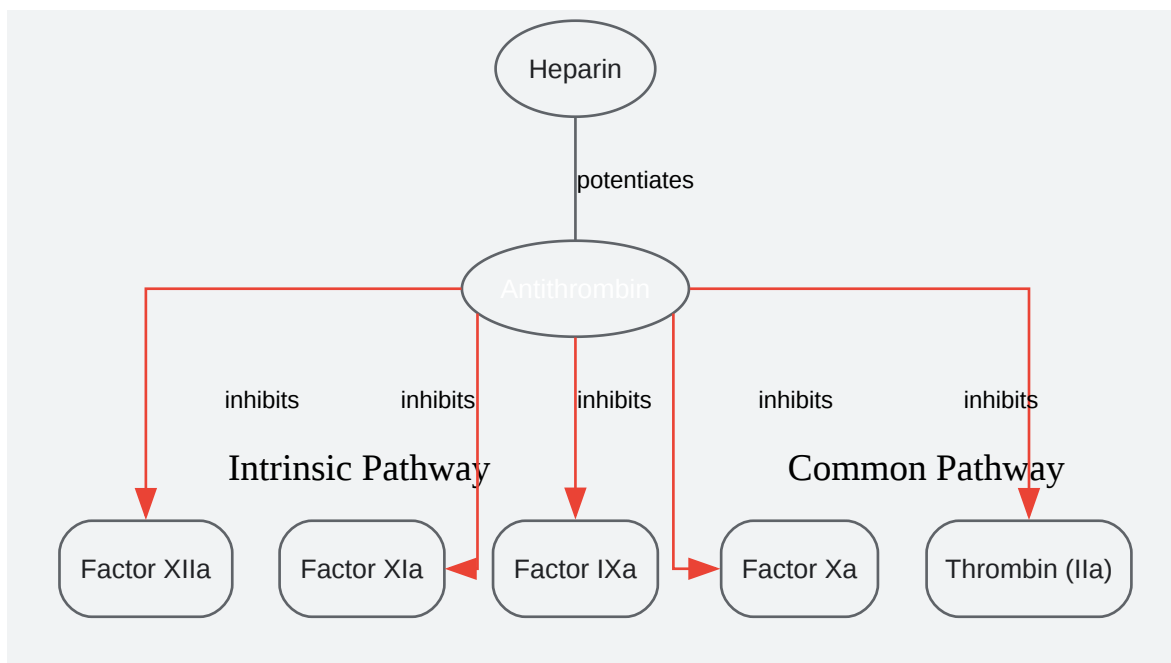 Heparin
potentiates
Antithrombin
inhibits inhibits inhibits inhibits inhibits
Intrinsic Pathway Common Pathway
Factor XIIa Factor XIa Factor IXa Factor Xa Thrombin (IIa)